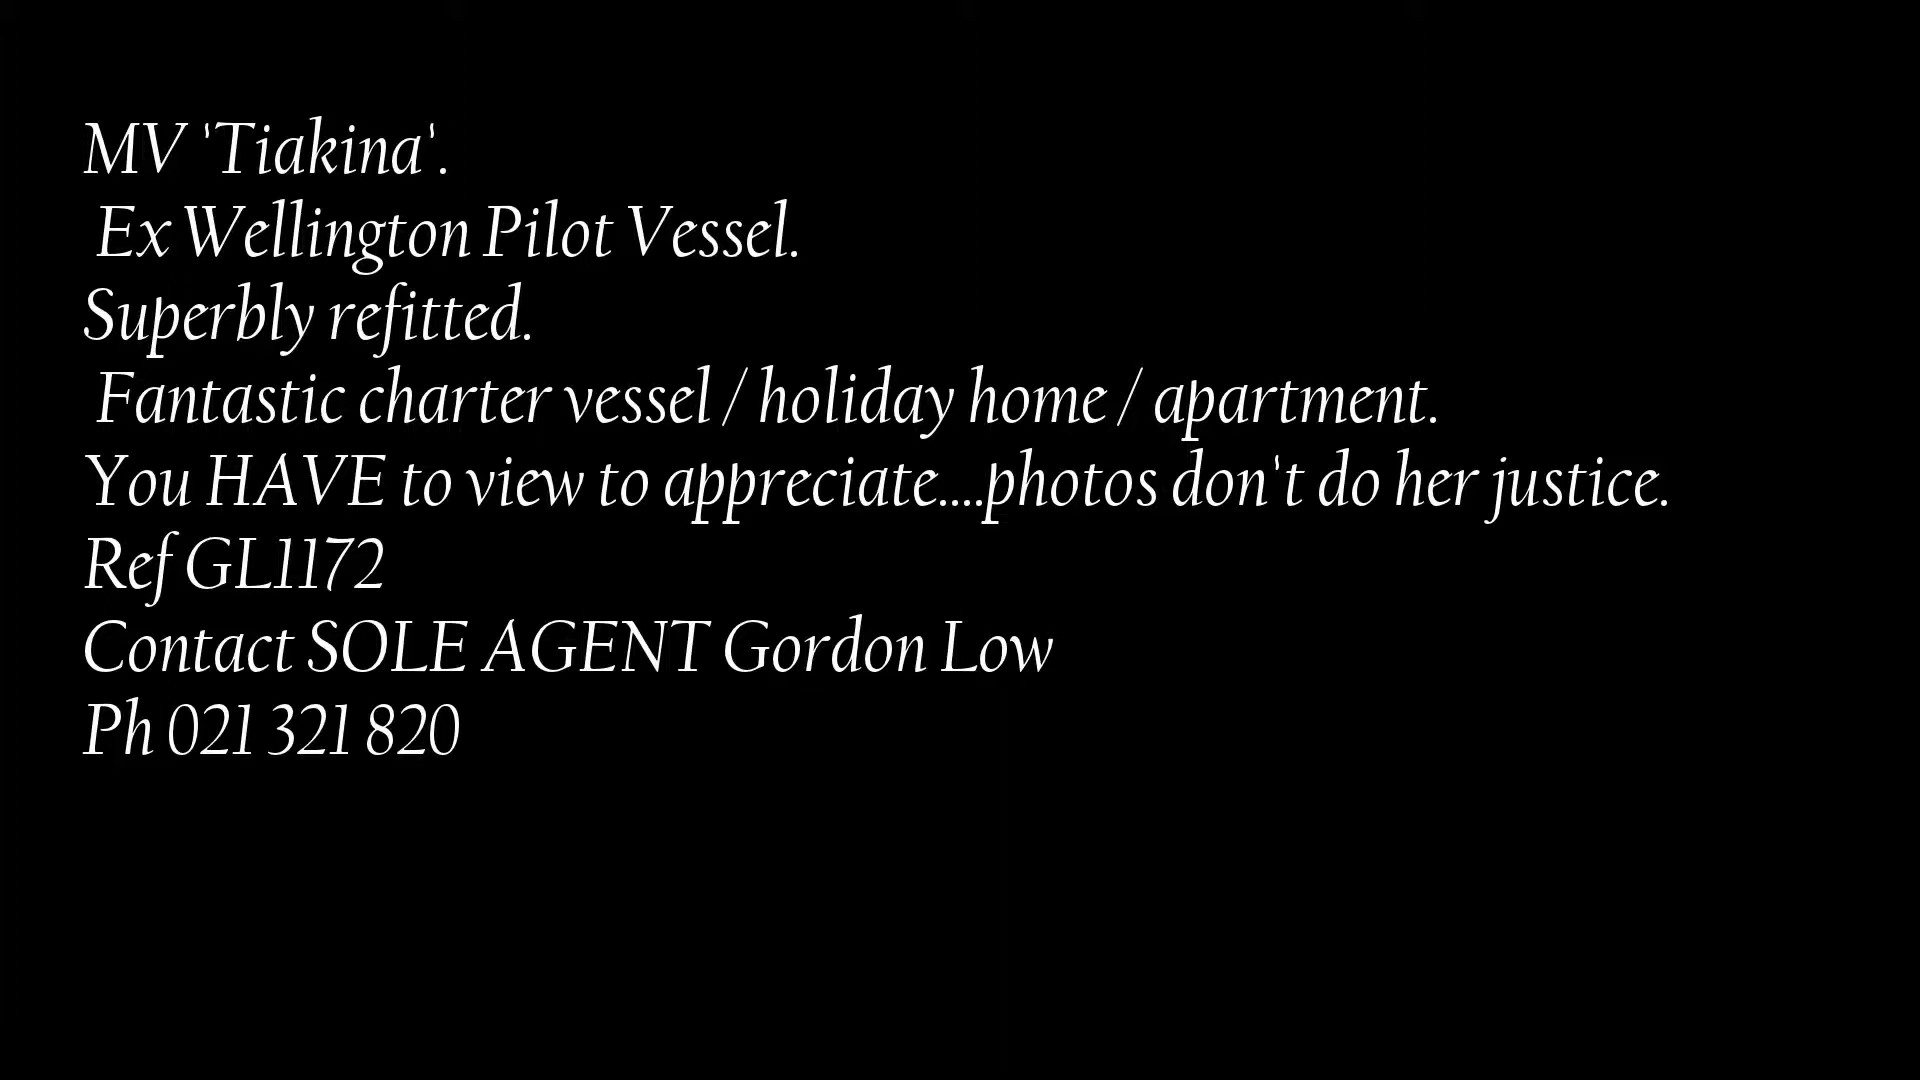 MV 'Tiakina'.
Ex Wellington Pilot Vessel.
Superbly refitted.
Fantastic charter vessel / holiday home / apartment.
You HAVE to view to appreciate....photos don't do her justice.
Ref GL1172
Contact SOLE AGENT Gordon Low
Ph 021 321 820